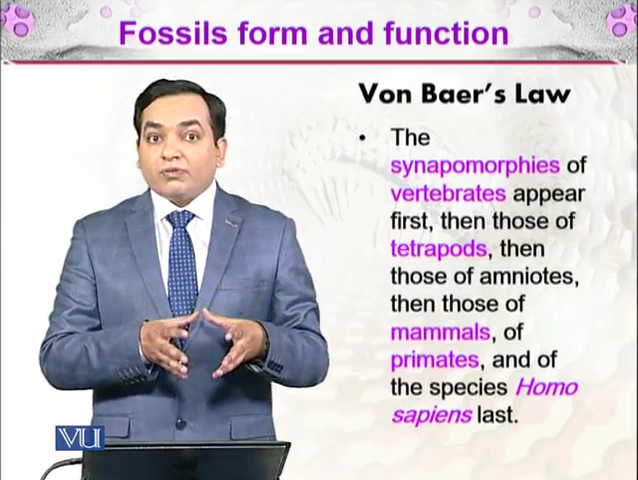 Fossils form and function
Von Baer's Law
• The
synapomorphies of
vertebrates appear
first, then those of
tetrapods, then
those of amniotes,
then those of
mammals, of
primates, and of
the species Homo
sapiens last.
VU